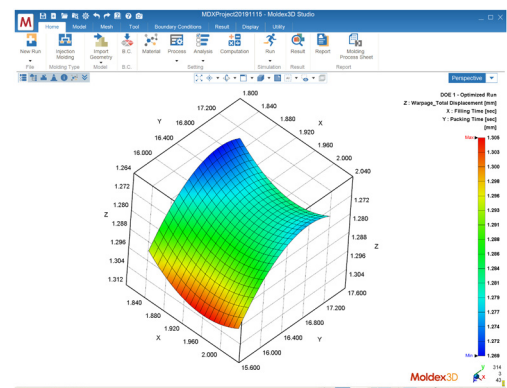 MDXProject20191115 - Moldex3D Studio
M
Home Model Mesh Tool Boundary Conditions Result Display Utility
New Run
Injection Molding
Import Geometry
B.C.
Material
Process
Analysis
Computation
Run
Result
Report
Molding Process Sheet
File Molding Type Model B.C. Setting Simulation Result Report
Perspective
DOE 1 - Optimized Run
Z : Warpage_Total Displacement [mm]
X : Filling Time [sec]
Y : Packing Time [sec]
[mm]
Max 1.305
1.303
1.300
1.298
1.295
1.293
1.291
1.288
1.286
1.284
1.281
1.279
1.276
1.274
1.272
Min 1.269
1.800
1.840
1.880
X
1.920
1.960
2.000
2.040
17.200
16.800
Y
16.400
16.000
1.264
1.272
1.280
Z
1.288
1.296
1.304
1.312
1.272
1.280
1.288
Z
1.296
1.304
17.600
1.840
1.880
1.920
X
1.960
2.000
15.600
16.000
16.400
Y
16.800
17.200
Moldex3D
Y
X
314
3
43